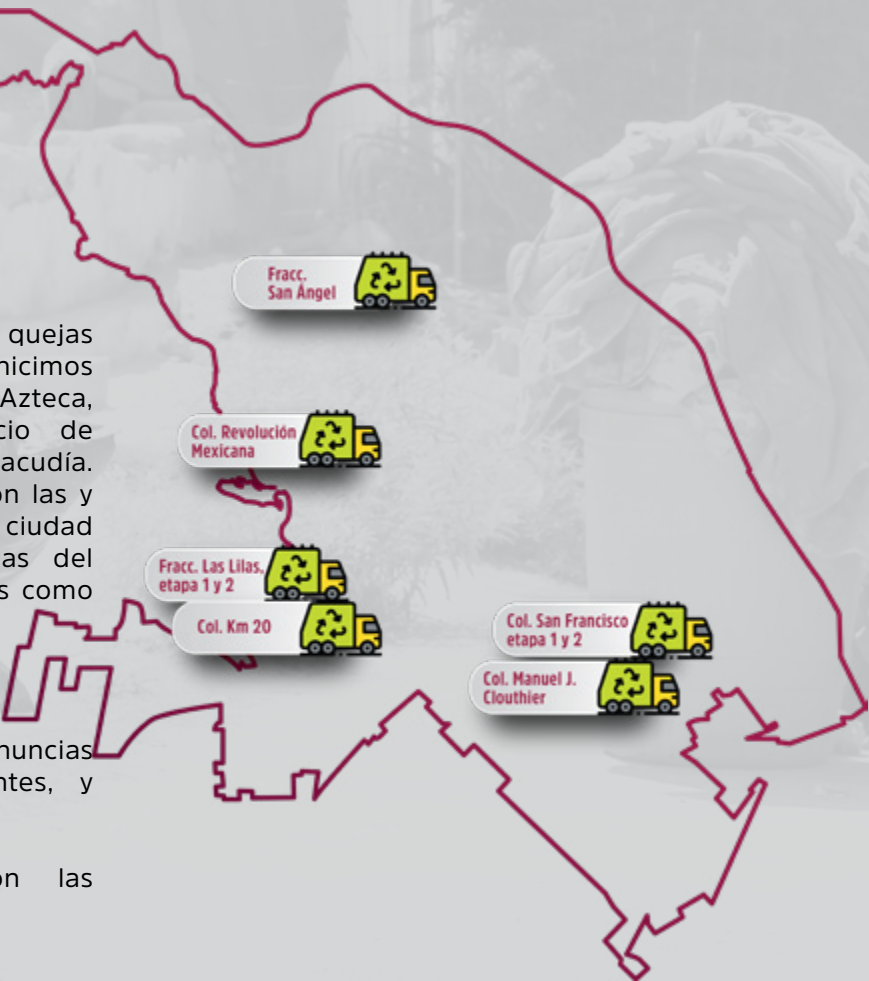 quejas
hicimos
Azteca,
cio de
acudía.
on las y
ciudad
as del
s como
nuncias
ntes, y
on las
Fracc.
San Ángel
Col. Revolución
Mexicana
Fracc. Las Lilas,
etapa 1 y 2
Col. Km 20
Col. San Francisco
etapa 1 y 2
Col. Manuel J.
Clouthier